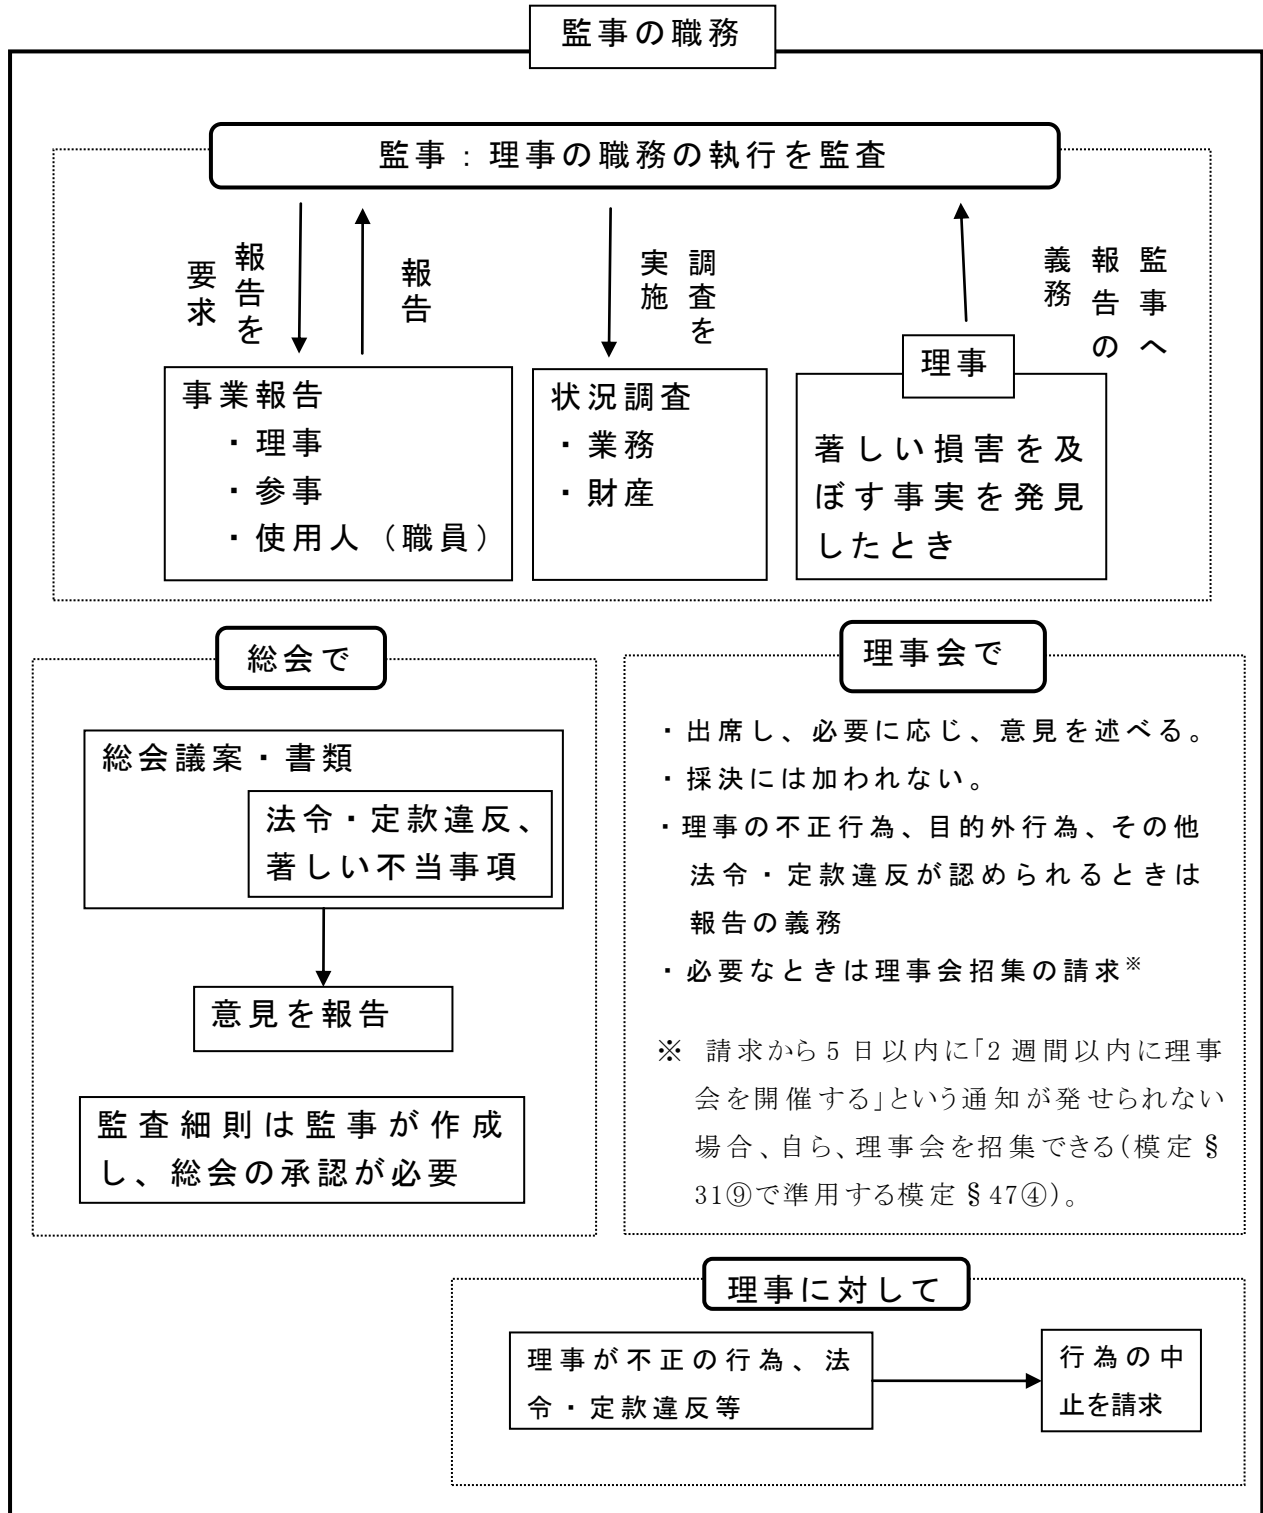 監事の職務
監事：理事の職務の執行を監査
報告を
要求
報告
調査を
実施
監事へ
報告の
義務
事業報告
・理事
・参事
・使用人（職員）
状況調査
・業務
・財産
理事
著しい損害を及
ぼす事実を発見
したとき
総会で
総会議案・書類
法令・定款違反、
著しい不当事項
意見を報告
監査細則は監事が作成
し、総会の承認が必要
理事会で
・出席し、必要に応じ、意見を述べる。
・採決には加われない。
・理事の不正行為、目的外行為、その他
法令・定款違反が認められるときは
報告の義務
・必要なときは理事会招集の請求※
※ 請求から5日以内に「2週間以内に理事
会を開催する」という通知が発せられない
場合、自ら、理事会を招集できる(模定§
31⑨で準用する模定§47④)。
理事に対して
理事が不正の行為、法
令・定款違反等
行為の中
止を請求